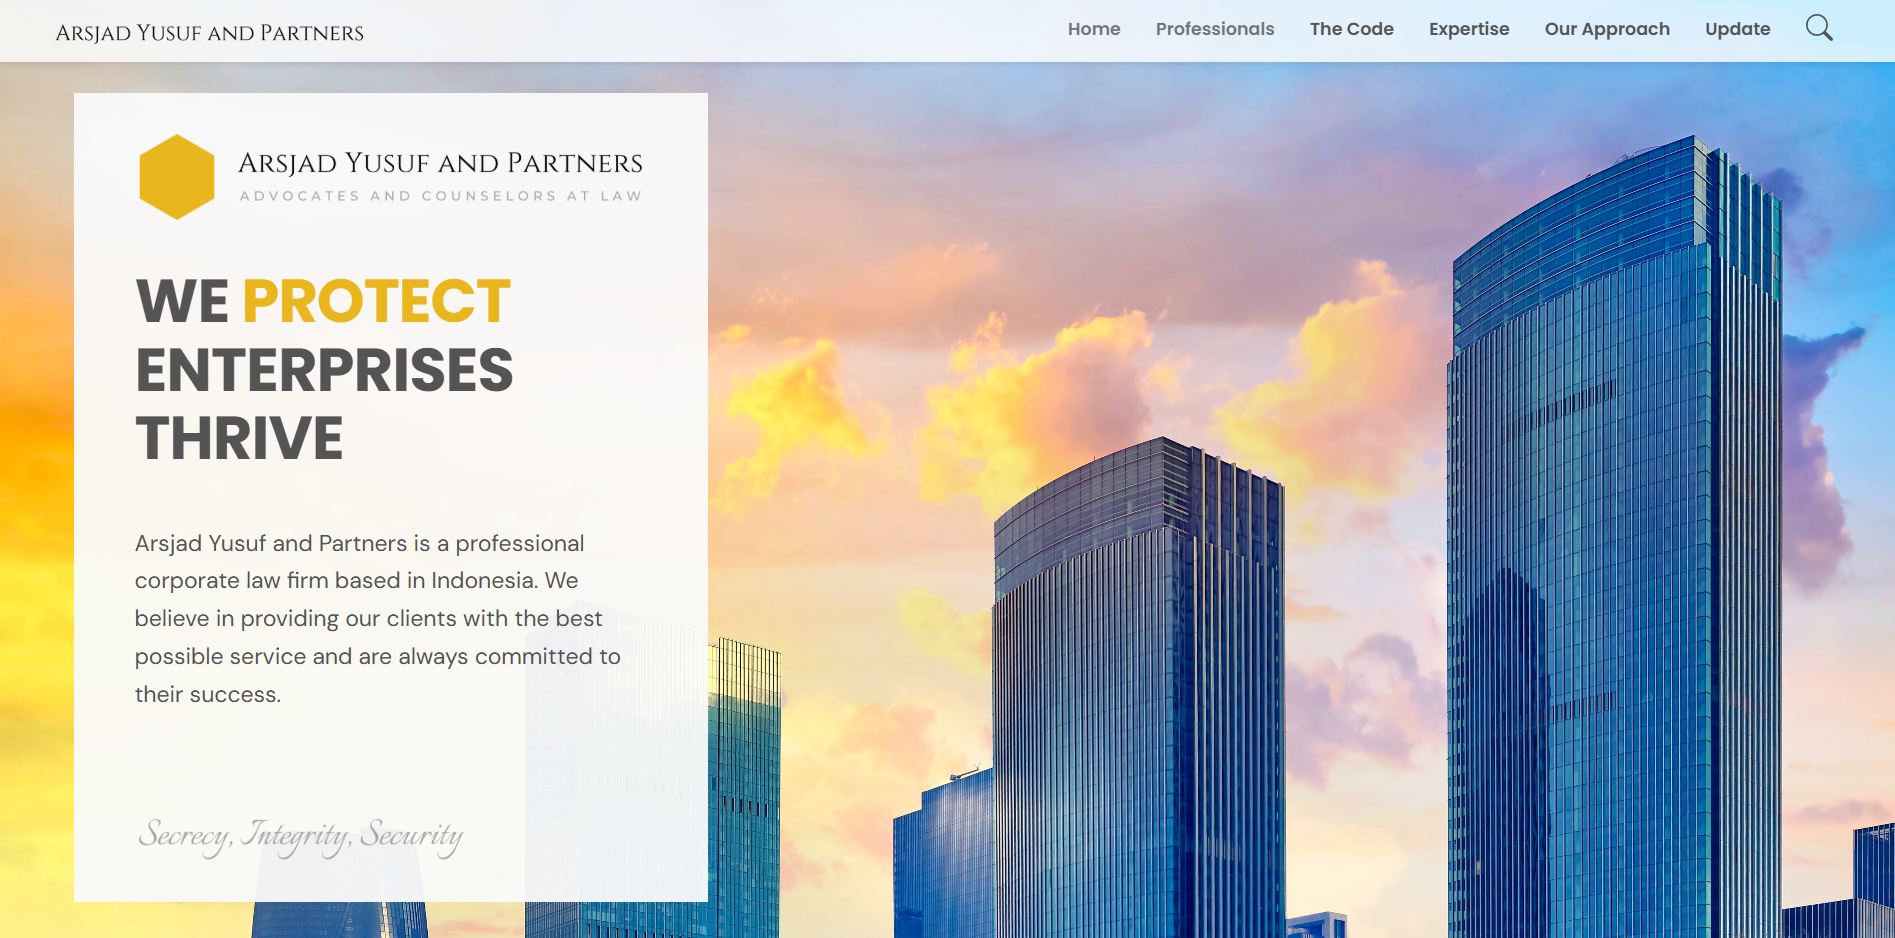 ARSJAD YUSUF AND PARTNERS
Home Professionals The Code Expertise Our Approach Update
ARSJAD YUSUF AND PARTNERS
ADVOCATES AND COUNSELORS AT LAW
WE PROTECT
ENTERPRISES
THRIVE
Arsjad Yusuf and Partners is a professional
corporate law firm based in Indonesia. We
believe in providing our clients with the best
possible service and are always committed to
their success.
Secrecy, Integrity, Security